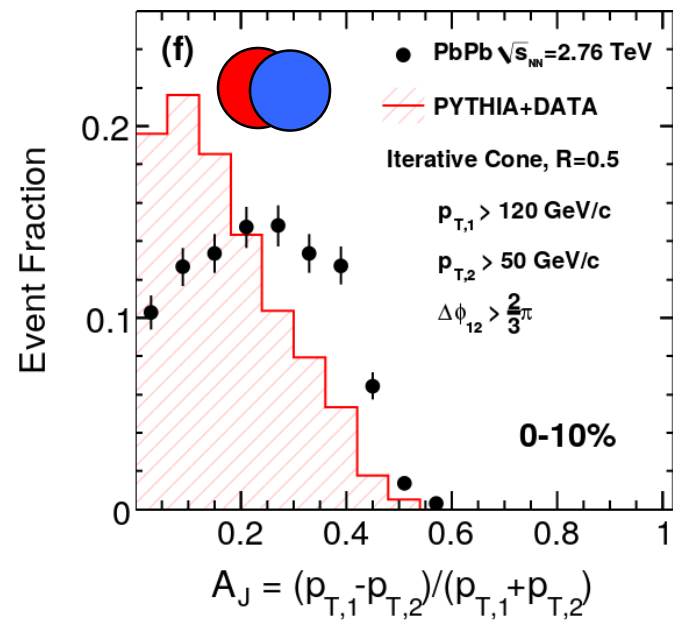 (f)
PbPb √s_NN=2.76 TeV
PYTHIA+DATA
Iterative Cone, R=0.5
p_T,1 > 120 GeV/c
p_T,2 > 50 GeV/c
Δϕ_12 > 2/3 π
0-10%
Event Fraction
0.2
0.1
0
0.2 0.4 0.6 0.8 1
A_J = (p_T,1-p_T,2)/(p_T,1+p_T,2)